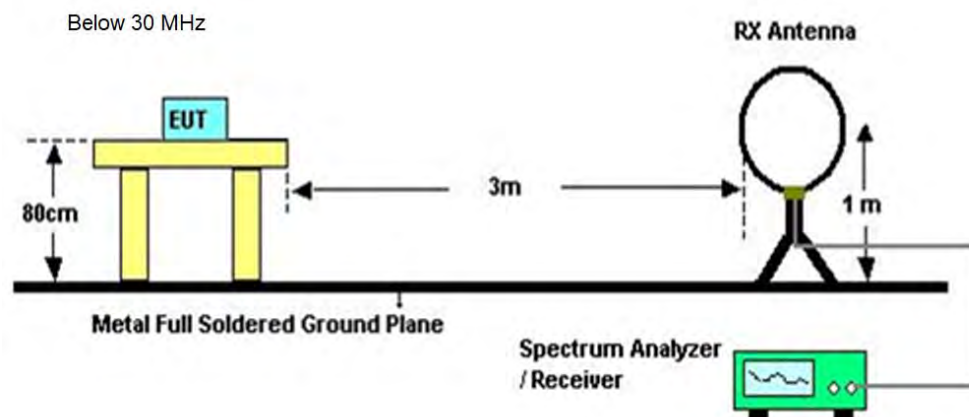 Below 30 MHz
RX Antenna
EUT
80cm
3m
1 m
Metal Full Soldered Ground Plane
Spectrum Analyzer
/ Receiver